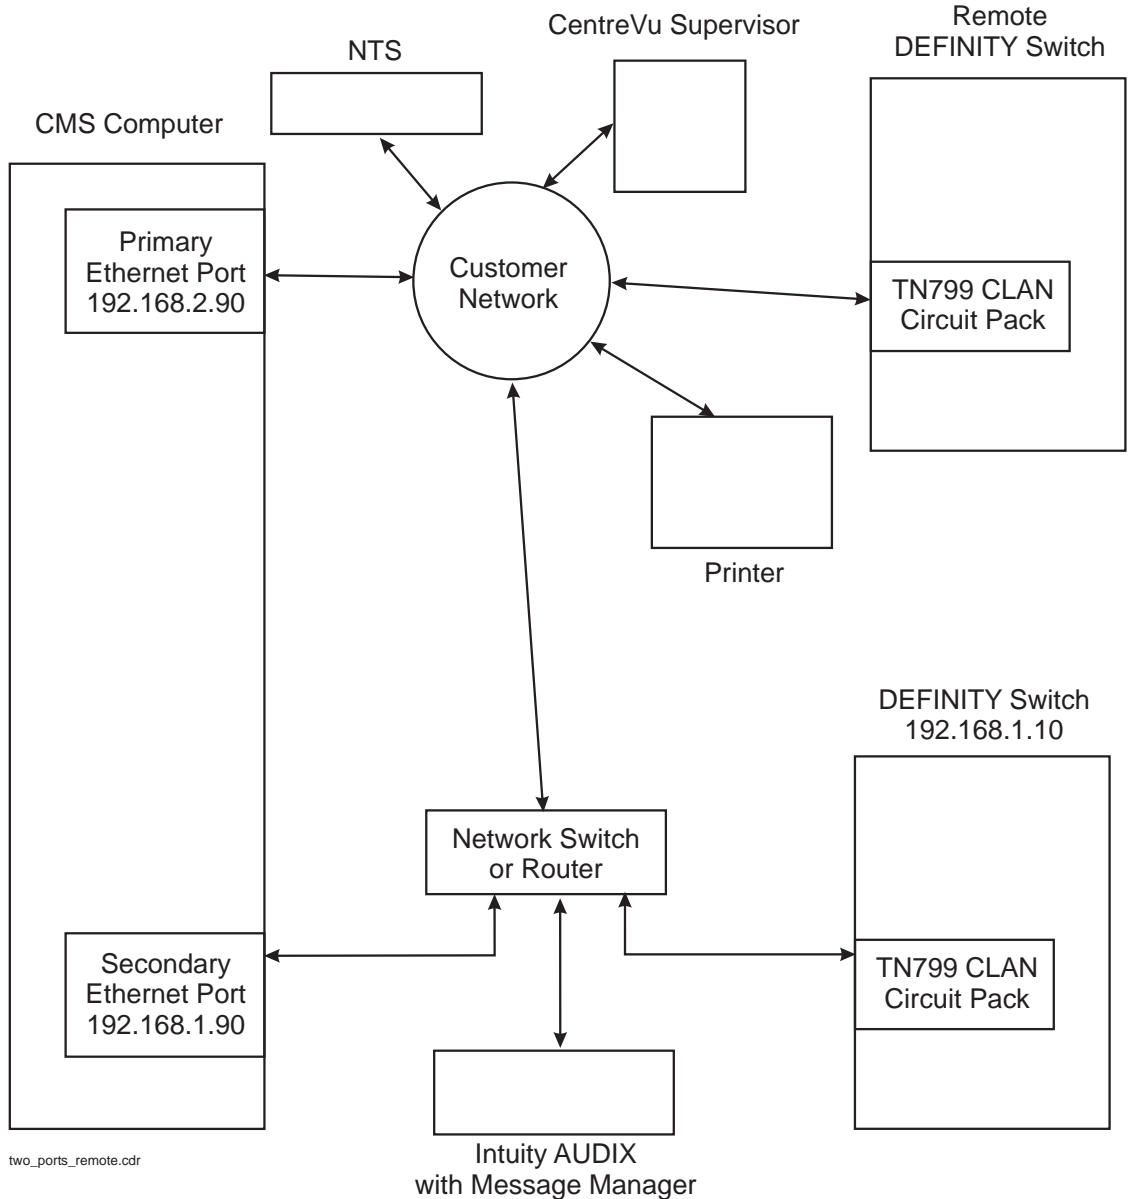 CentreVu Supervisor
Remote
DEFINITY Switch
NTS
CMS Computer
Primary
Ethernet Port
192.168.2.90
Customer
Network
TN799 CLAN
Circuit Pack
Printer
DEFINITY Switch
192.168.1.10
Network Switch
or Router
Secondary
Ethernet Port
192.168.1.90
TN799 CLAN
Circuit Pack
Intuity AUDIX
with Message Manager
two_ports_remote.cdr